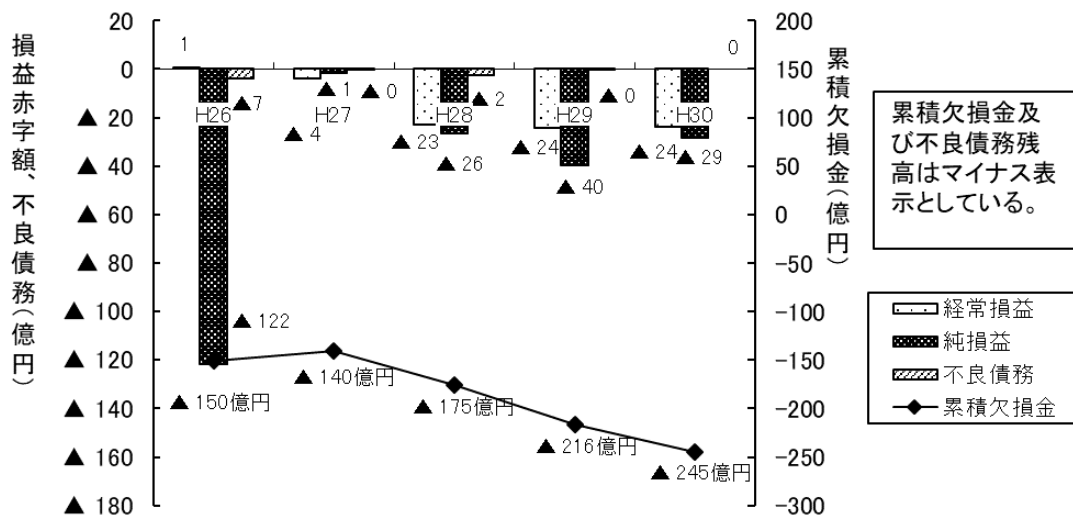 損益赤字額、不良債務(億円)
20
0
▲ 20
▲ 40
▲ 60
▲ 80
▲ 100
▲ 120
▲ 140
▲ 160
▲ 180
1
H26
▲ 7
▲ 122
▲ 150億円
H27
▲ 4
▲ 1
▲ 0
▲ 140億円
H28
▲ 23
▲ 26
▲ 2
▲ 175億円
H29
▲ 24
▲ 40
▲ 0
▲ 216億円
H30
▲ 24
▲ 29
0
▲ 245億円
200
150
100
50
0
-50
-100
-150
-200
-250
-300
累積欠損金(億円)
累積欠損金及
び不良債務残
高はマイナス表
示としている。
経常損益
純損益
不良債務
累積欠損金